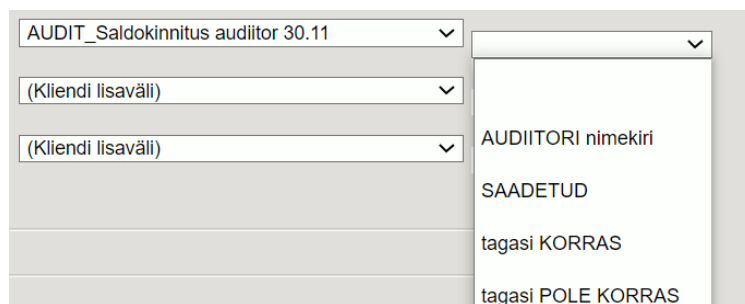 AUDIT_Saldokinnitus audiitor 30.11
(Kliendi lisaväli)
(Kliendi lisaväli)
AUDIITORI nimekiri
SAADETUD
tagasi KORRAS
tagasi POLE KORRAS